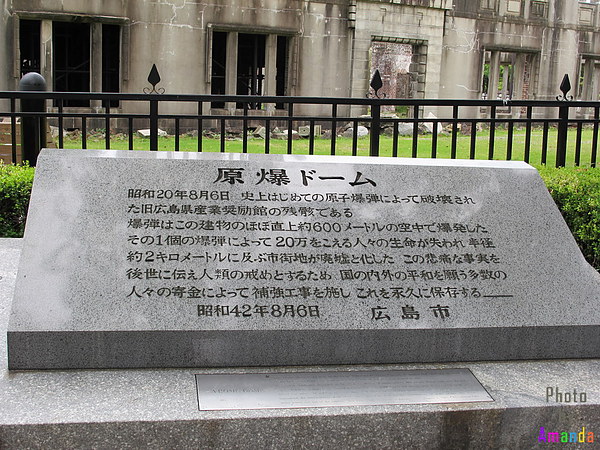 原爆ドーム
昭和20年8月6日 史上はじめての原子爆弾によって破壊され
た旧広島県産業奨励館の残骸である
爆弾はこの建物のほぼ直上約600メートルの空中で爆発した
その1個の爆弾によって20万をこえる人々の生命が失われ 半径
約2キロメートルに及ぶ市街地が廃墟と化した この悲痛な事実を
後世に伝え人類の戒めとするため 国の内外の平和を願う多数の
人々の寄金によって補強工事を施し これを永久に保存する
昭和42年8月6日 広島市
Photo
Amanda